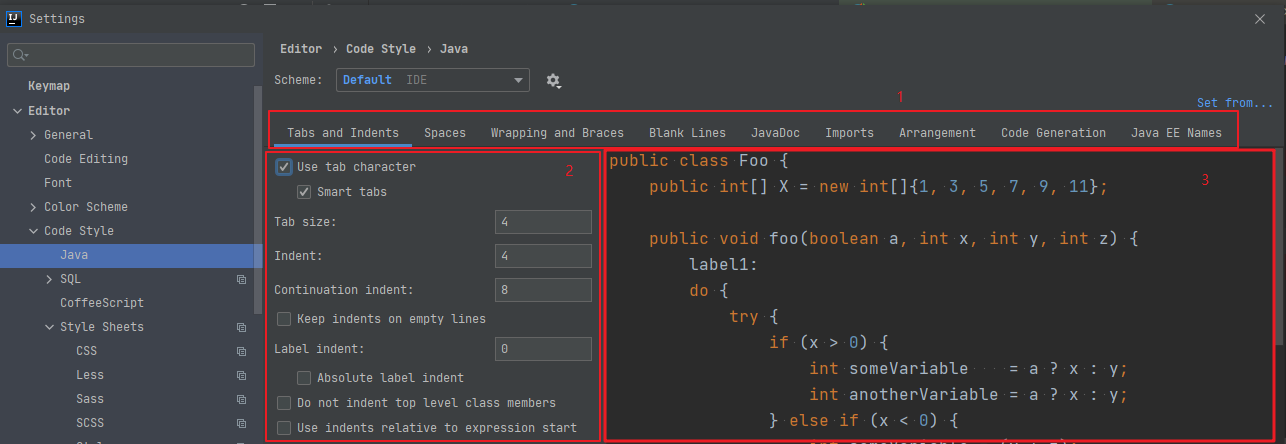 IJ Settings
Editor › Code Style › Java
Keymap
Scheme: Default IDE
Editor
1
Set from...
General
Tabs and Indents Spaces Wrapping and Braces Blank Lines JavaDoc Imports Arrangement Code Generation Java EE Names
Code Editing
Font
Color Scheme
Code Style
Java
SQL
CoffeeScript
Style Sheets
CSS
Less
Sass
SCSS
Use tab character
2
Smart tabs
Tab size: 4
Indent: 4
Continuation indent: 8
Keep indents on empty lines
Label indent: 0
Absolute label indent
Do not indent top level class members
Use indents relative to expression start
public class Foo {
3
public int[] X = new int[]{1, 3, 5, 7, 9, 11};
public void foo(boolean a, int x, int y, int z) {
label1:
do {
try {
if (x > 0) {
int someVariable = a ? x : y;
int anotherVariable = a ? x : y;
} else if (x < 0) {